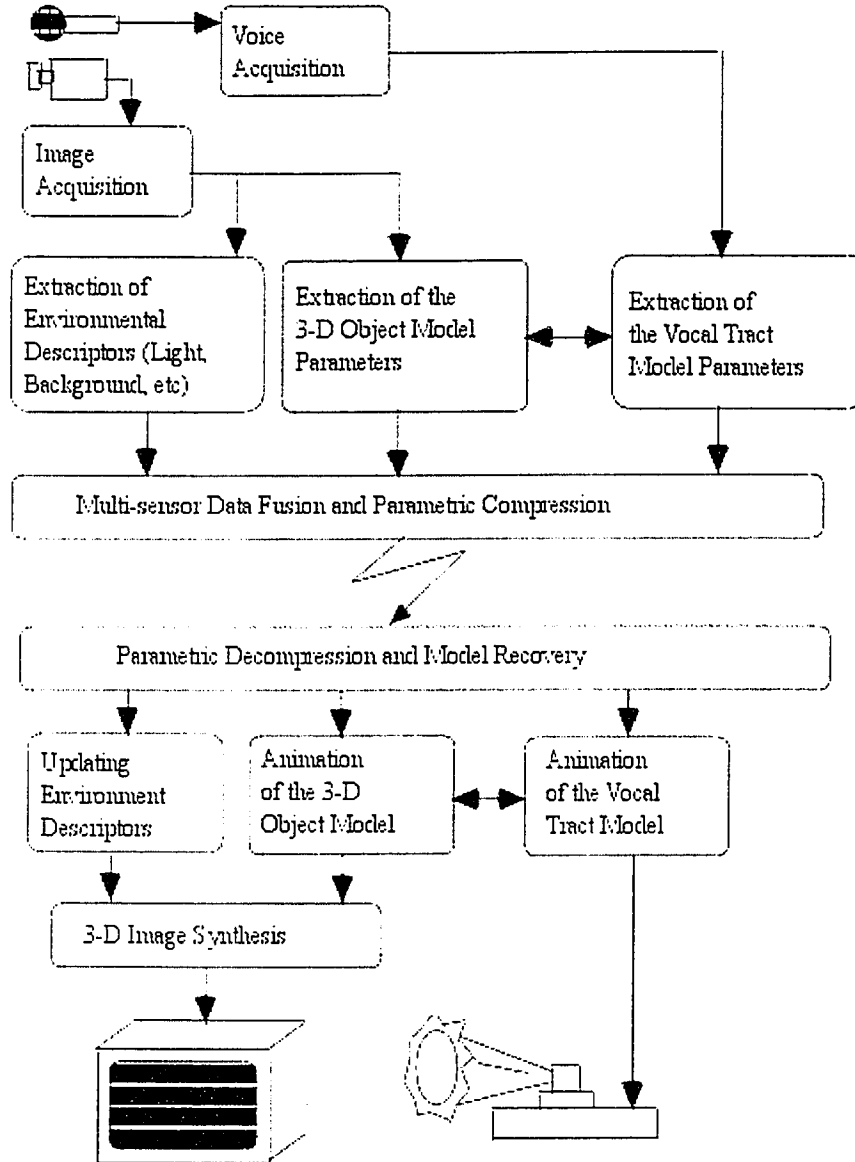 Voice
Acquisition
Image
Acquisition
Extraction of
Environmental
Descriptors (Light,
Background, etc)
Extraction of the
3-D Object Model
Parameters
Extraction of
the Vocal Tract
Model Parameters
Multi-sensor Data Fusion and Parametric Compression
Parametric Decompression and Model Recovery
Updating
Environment
Descriptors
Animation
of the 3-D
Object Model
Animation
of the Vocal
Tract Model
3-D Image Synthesis